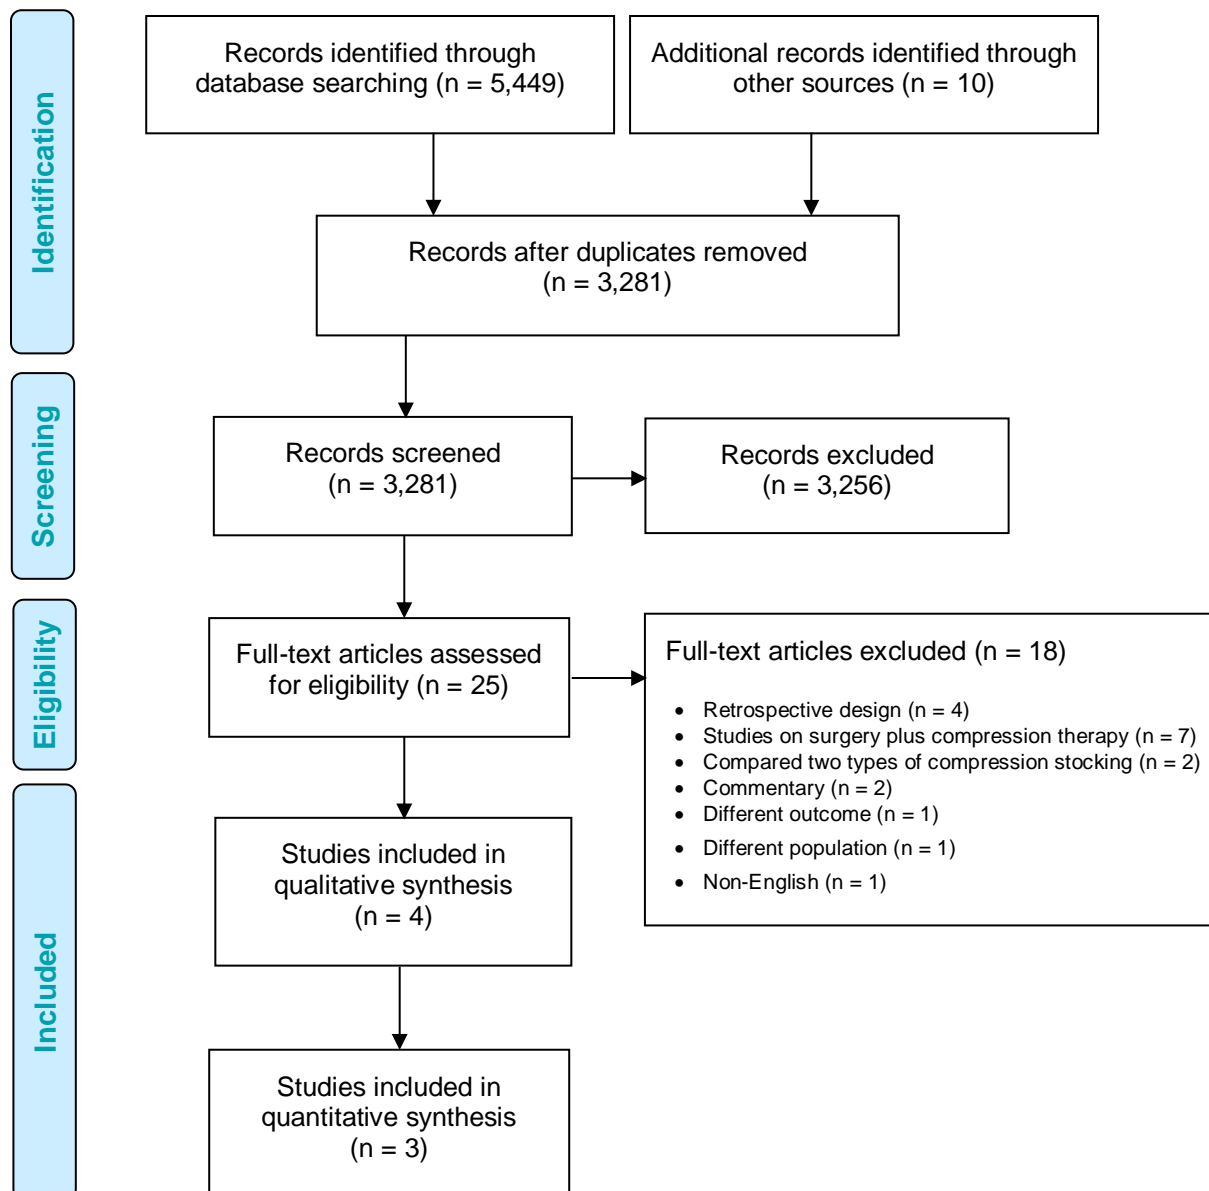 Identification
Records identified through
database searching (n = 5,449)
Additional records identified through
other sources (n = 10)
Records after duplicates removed
(n = 3,281)
Screening
Records screened
(n = 3,281)
Records excluded
(n = 3,256)
Eligibility
Full-text articles assessed
for eligibility (n = 25)
Full-text articles excluded (n = 18)
• Retrospective design (n = 4)
• Studies on surgery plus compression therapy (n = 7)
• Compared two types of compression stocking (n = 2)
• Commentary (n = 2)
• Different outcome (n = 1)
• Different population (n = 1)
• Non-English (n = 1)
Included
Studies included in
qualitative synthesis
(n = 4)
Studies included in
quantitative synthesis
(n = 3)